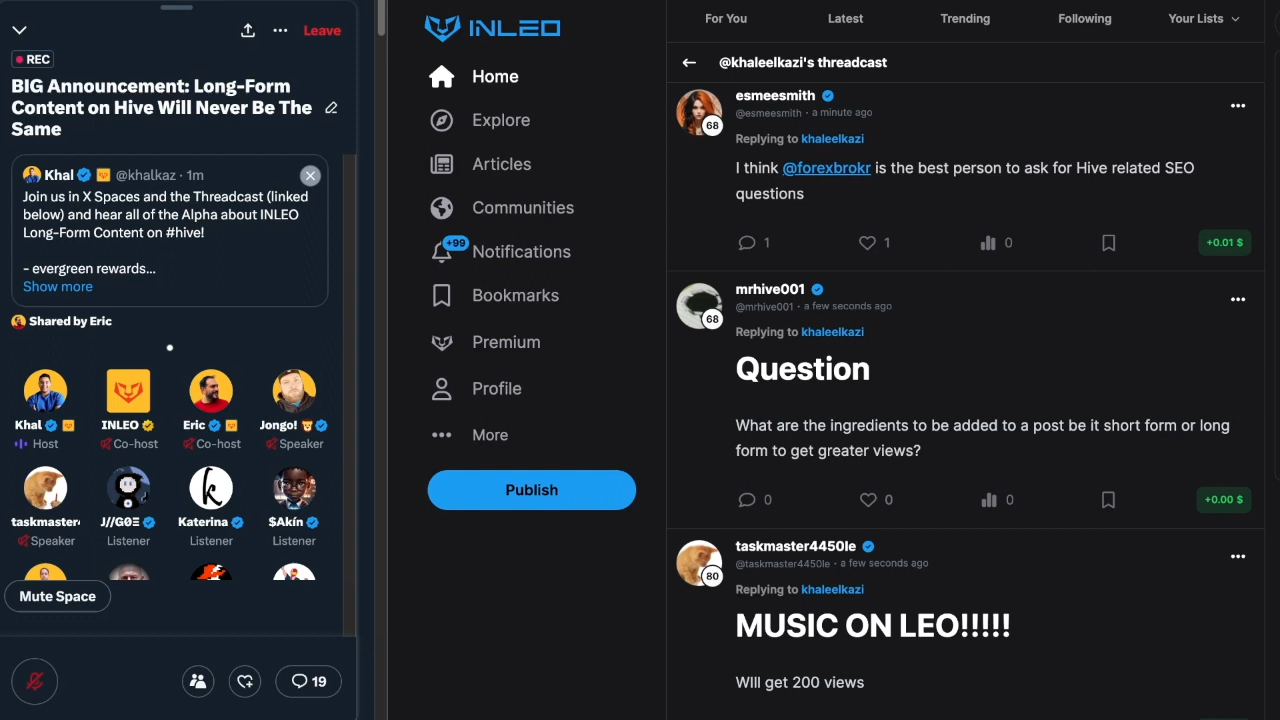 Leave
REC
BIG Announcement: Long-Form
Content on Hive Will Never Be The
Same
Khal @khalkaz · 1m
Join us in X Spaces and the Threadcast (linked
below) and hear all of the Alpha about INLEO
Long-Form Content on #hive!
- evergreen rewards...
Show more
Shared by Eric
Khal
INLEO
Eric
Jongo!
Host
Co-host
Co-host
Speaker
taskmaster
J//GØΞ
Katerina
$Akín
Speaker
Listener
Listener
Listener
Mute Space
19
INLEO
Home
Explore
Articles
Communities
+99
Notifications
Bookmarks
Premium
Profile
More
Publish
For You
Latest
Trending
Following
Your Lists
@khaleelkazi's threadcast
esmeesmith
@esmeesmith · a minute ago
68
Replying to khaleelkazi
I think @forexbrokr is the best person to ask for Hive related SEO
questions
1
1
0
+0.01 $
mrhive001
@mrhive001 · a few seconds ago
68
Replying to khaleelkazi
Question
What are the ingredients to be added to a post be it short form or long
form to get greater views?
0
0
0
+0.00 $
taskmaster4450le
@taskmaster4450le · a few seconds ago
80
Replying to khaleelkazi
MUSIC ON LEO!!!!!
WIll get 200 views